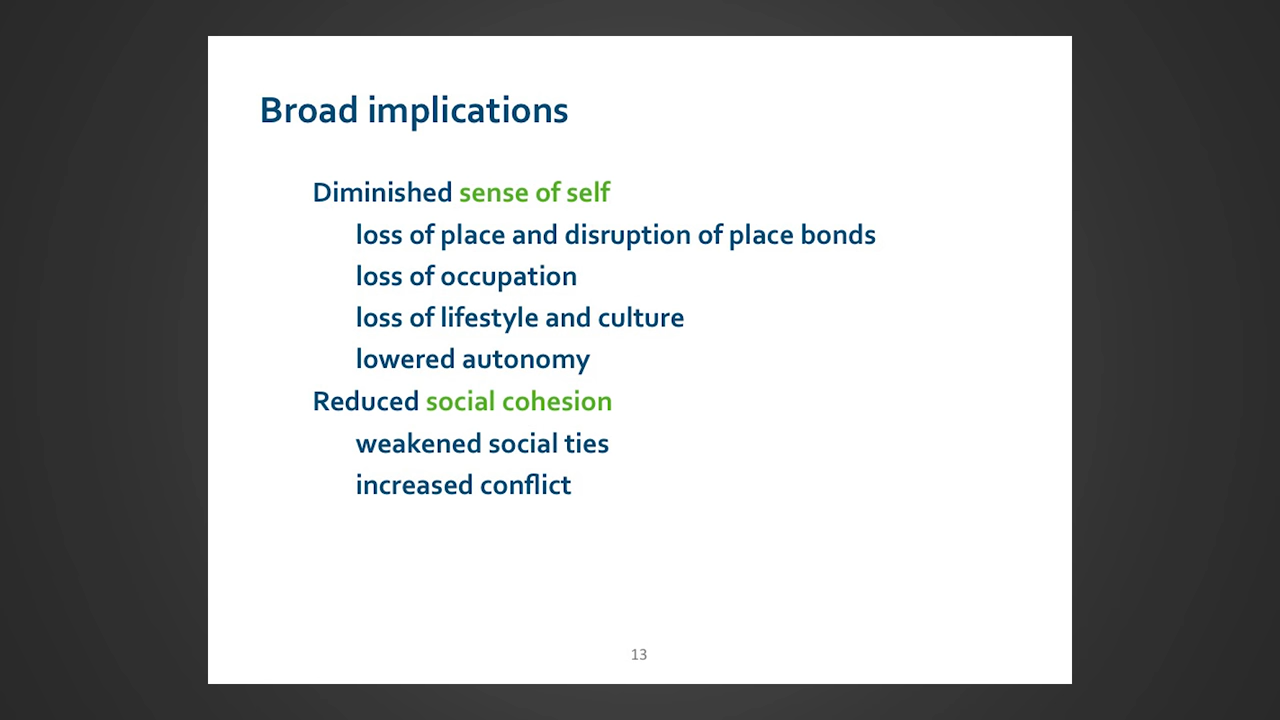 Broad implications
Diminished sense of self
loss of place and disruption of place bonds
loss of occupation
loss of lifestyle and culture
lowered autonomy
Reduced social cohesion
weakened social ties
increased conflict
13